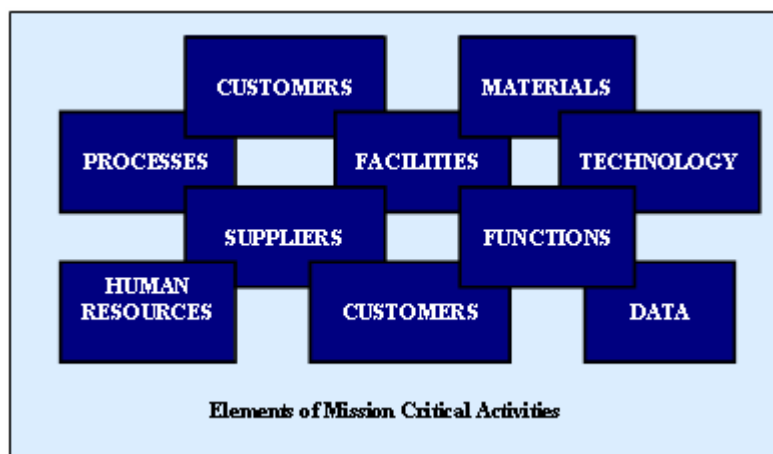 CUSTOMERS
MATERIALS
PROCESSES
FACILITIES
TECHNOLOGY
SUPPLIERS
FUNCTIONS
HUMAN
RESOURCES
CUSTOMERS
DATA
Elements of Mission Critical Activities